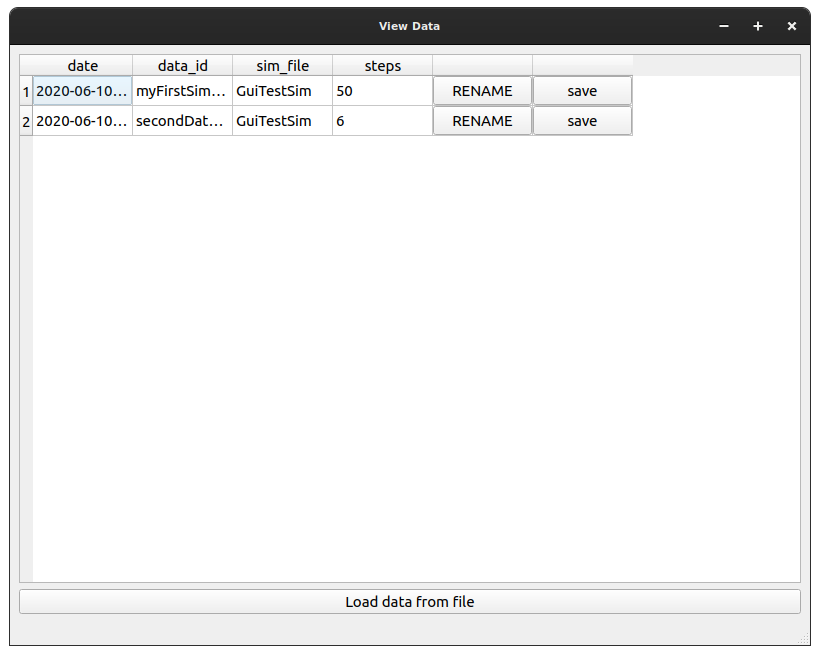 View Data
date data_id sim_file steps
1 2020-06-10... myFirstSim... GuiTestSim 50 RENAME save
2 2020-06-10... secondDat... GuiTestSim 6 RENAME save
Load data from file